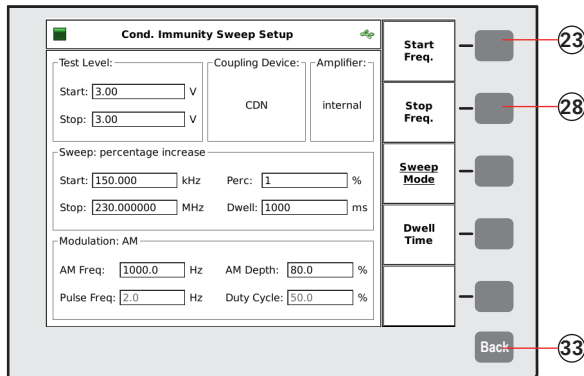 Cond. Immunity Sweep Setup
Test Level:
Start: 3.00 V
Stop: 3.00 V
Coupling Device:
CDN
Amplifier:
internal
Sweep: percentage increase
Start: 150.000 kHz Perc: 1 %
Stop: 230.000000 MHz Dwell: 1000 ms
Modulation: AM
AM Freq: 1000.0 Hz AM Depth: 80.0 %
Pulse Freq: 2.0 Hz Duty Cycle: 50.0 %
Start
Freq.
23
Stop
Freq.
28
Sweep
Mode
Dwell
Time
Back
33